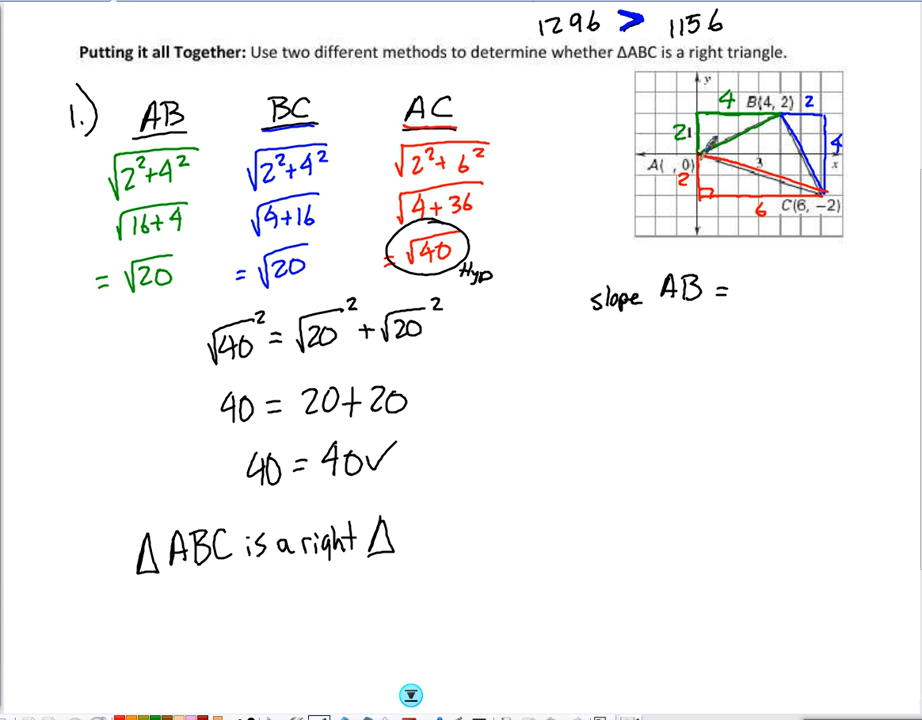 1296 > 1156
Putting it all Together: Use two different methods to determine whether ΔABC is a right triangle.
1.) AB BC AC
√2²+4² √2²+4² √2²+6²
√16+4 √4+16 √4+36
= √20 = √20 = √40 Hyp
√40² = √20² + √20²
40 = 20+20
40 = 40✓
Δ ABC is a right Δ
y
4 B(4, 2) 2
2 1 4
A( , 0) 3 x
2
6 C(6, −2)
slope AB =